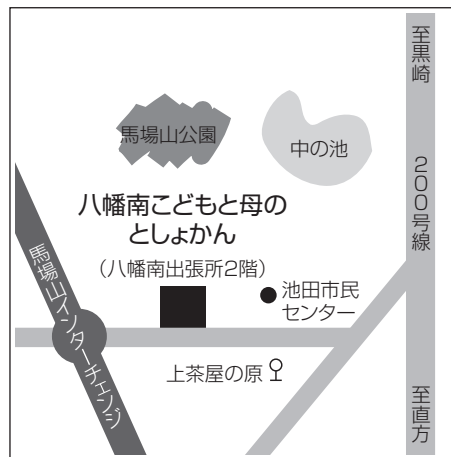 至黒崎
馬場山公園
中の池
200号線
八幡南こどもと母の
としょかん
(八幡南出張所2階)
池田市民
センター
馬場山インターチェンジ
上茶屋の原
至直方